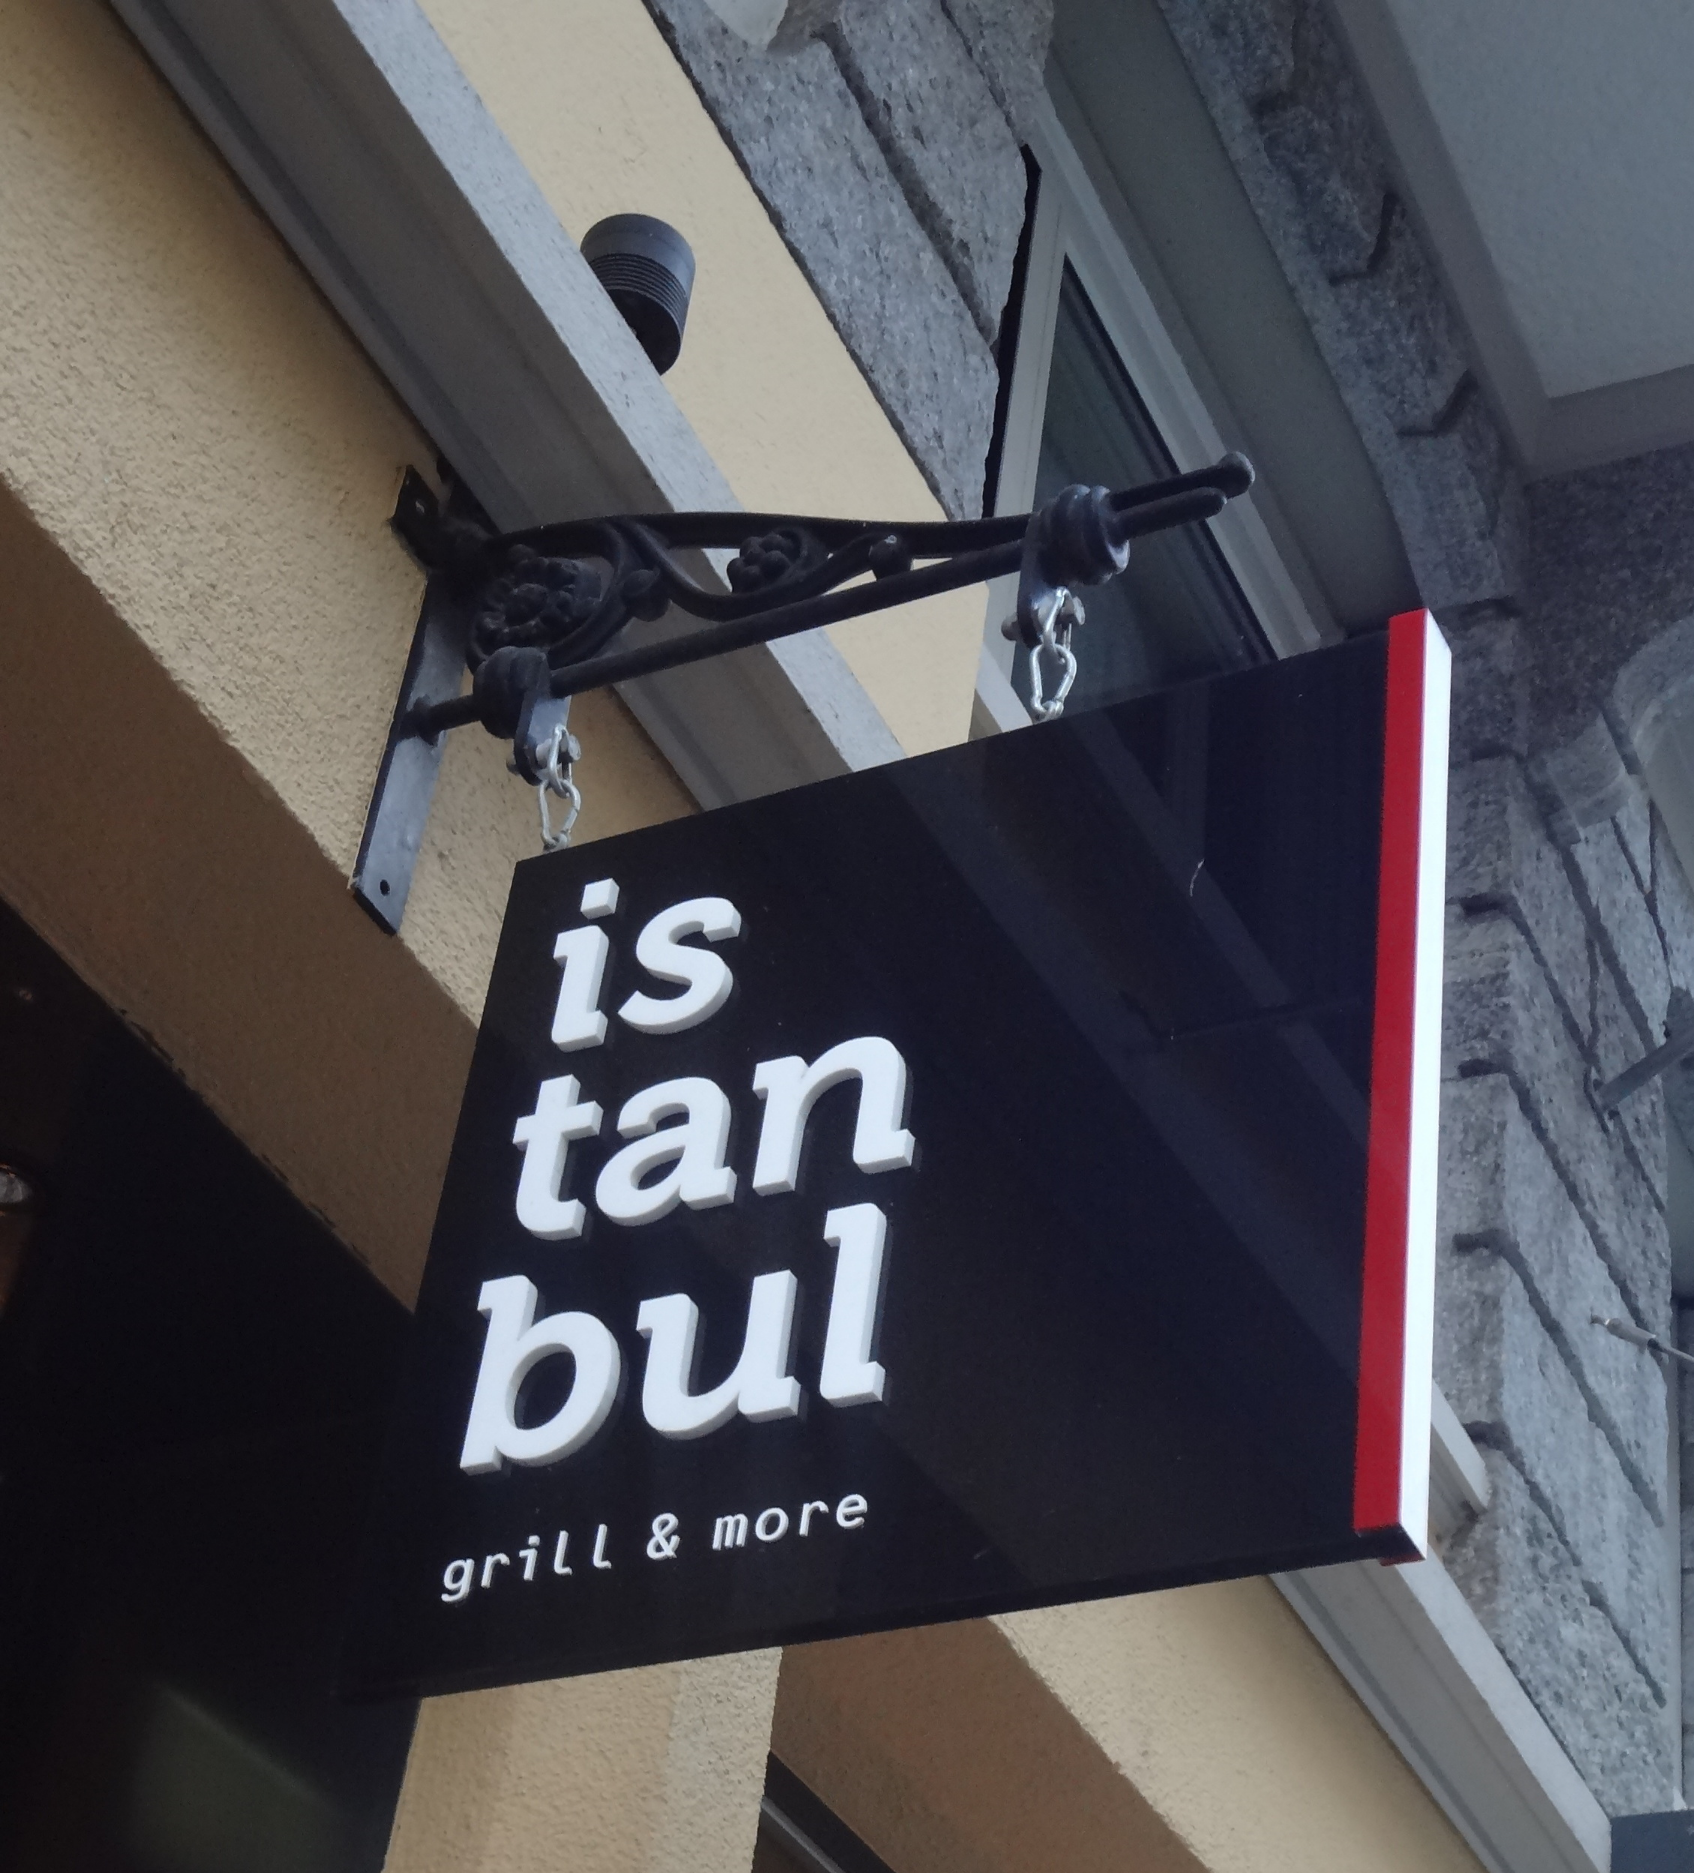 is
tan
bul
grill & more